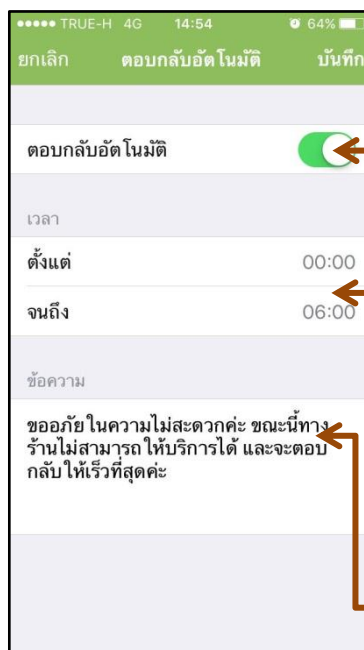 TRUE-H 4G 14:54 64%
ยกเลิก ตอบกลับอัตโนมัติ บันทึก
ตอบกลับอัตโนมัติ
เวลา
ตั้งแต่ 00:00
จนถึง 06:00
ข้อความ
ขออภัยในความไม่สะดวกค่ะ ขณะนี้ทาง
ร้านไม่สามารถให้บริการได้ และจะตอบ
กลับให้เร็วที่สุดค่ะ